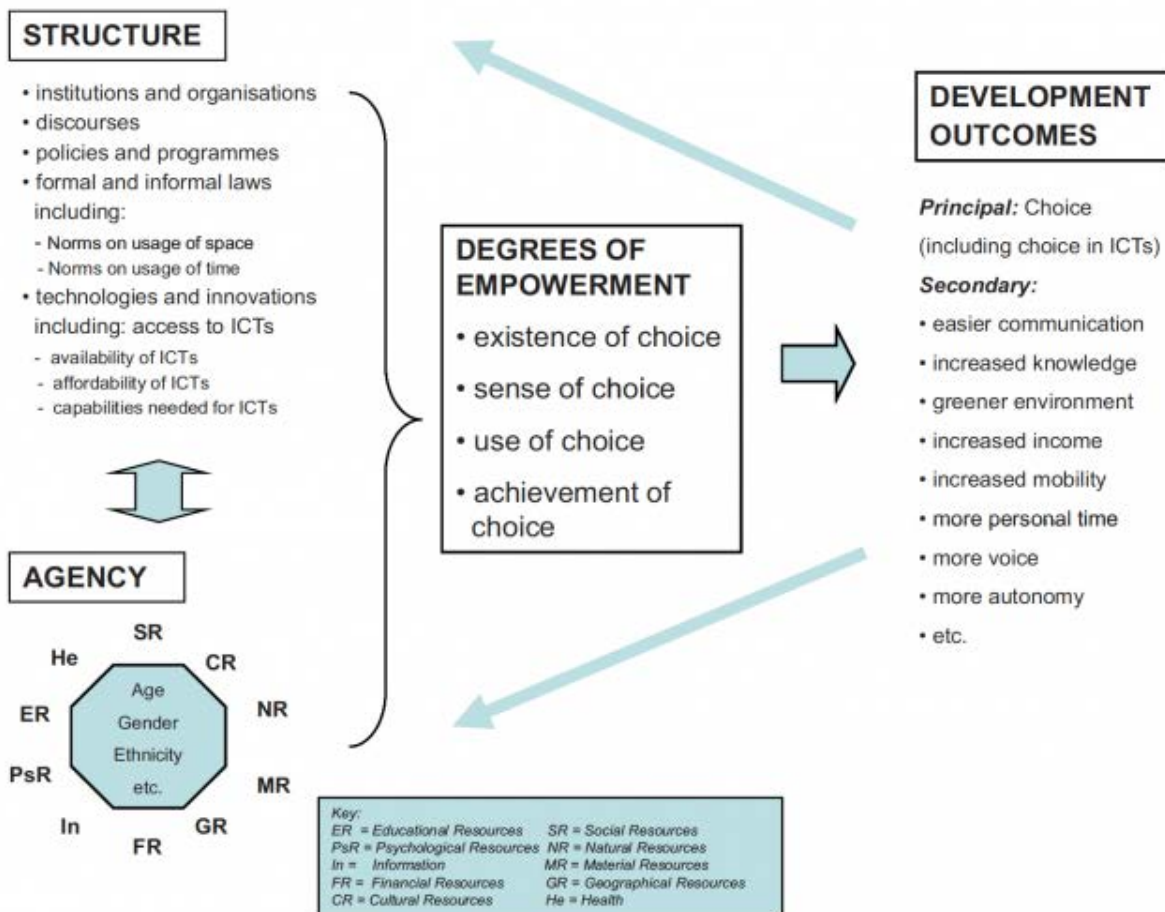 STRUCTURE
• institutions and organisations
• discourses
• policies and programmes
• formal and informal laws
including:
- Norms on usage of space
- Norms on usage of time
• technologies and innovations
including: access to ICTs
- availability of ICTs
- affordability of ICTs
- capabilities needed for ICTs
AGENCY
SR
He
CR
ER
NR
PsR
MR
In
GR
FR
Age
Gender
Ethnicity
etc.
DEGREES OF
EMPOWERMENT
• existence of choice
• sense of choice
• use of choice
• achievement of
choice
DEVELOPMENT
OUTCOMES
Principal: Choice
(including choice in ICTs)
Secondary:
• easier communication
• increased knowledge
• greener environment
• increased income
• increased mobility
• more personal time
• more voice
• more autonomy
• etc.
Key:
ER = Educational Resources SR = Social Resources
PsR = Psychological Resources NR = Natural Resources
In = Information MR = Material Resources
FR = Financial Resources GR = Geographical Resources
CR = Cultural Resources He = Health